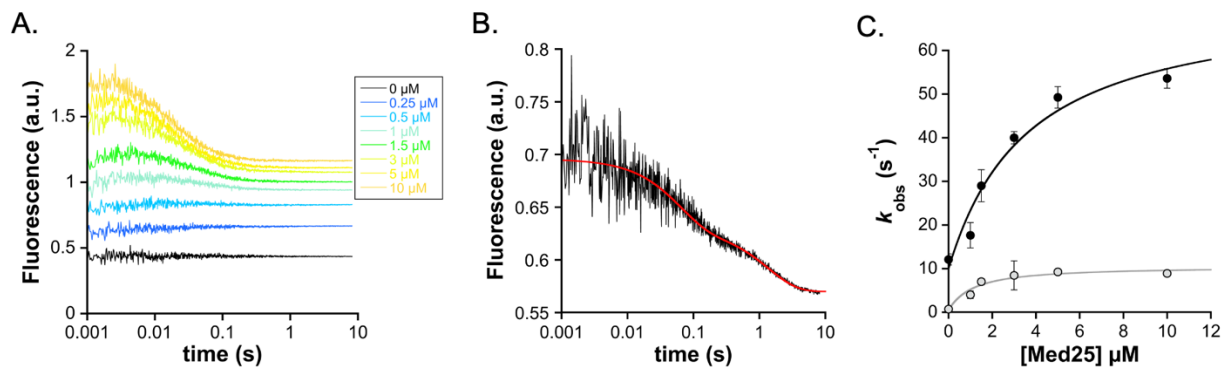 A.
Fluorescence (a.u.)
2
1.5
1
0.5
0
0.001 0.01 0.1 1 10
time (s)
0 µM
0.25 µM
0.5 µM
1 µM
1.5 µM
3 µM
5 µM
10 µM
B.
Fluorescence (a.u.)
0.8
0.75
0.7
0.65
0.6
0.55
0.001 0.01 0.1 1 10
time (s)
C.
kobs (s-1)
60
50
40
30
20
10
0
0 2 4 6 8 10 12
[Med25] µM